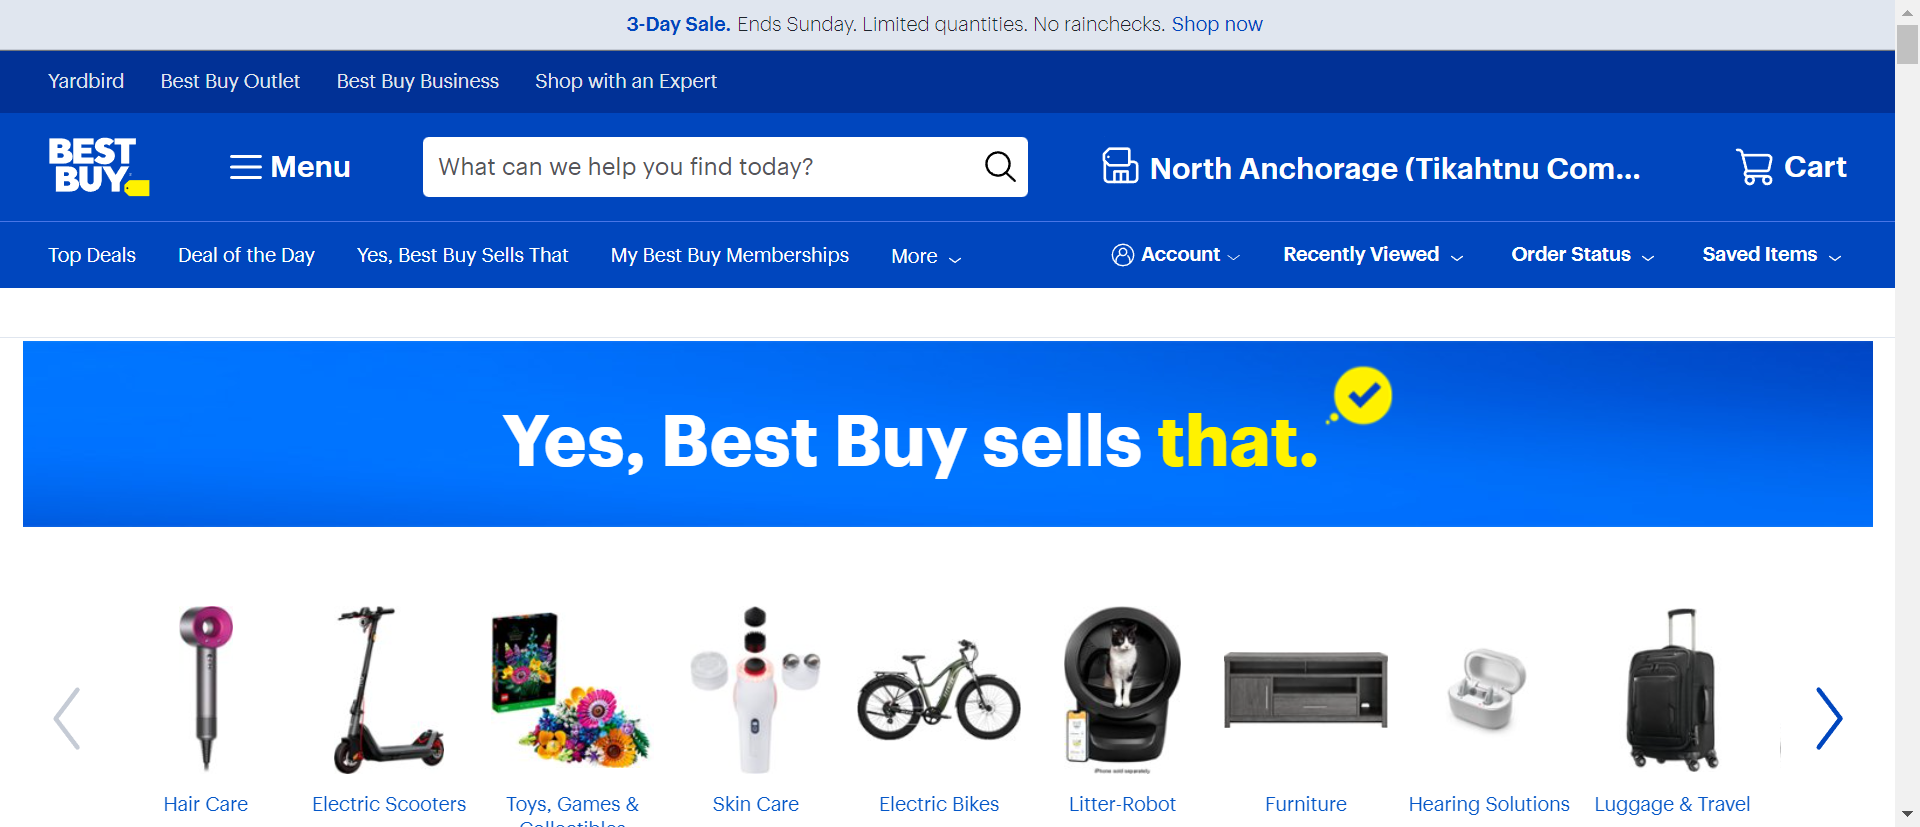 3-Day Sale. Ends Sunday. Limited quantities. No rainchecks. Shop now
Yardbird Best Buy Outlet Best Buy Business Shop with an Expert
BEST
BUY
Menu
What can we help you find today?
North Anchorage (Tikahtnu Com...
Cart
Top Deals Deal of the Day Yes, Best Buy Sells That My Best Buy Memberships More Account Recently Viewed Order Status Saved Items
Yes, Best Buy sells that.
iPhone sold separately
Hair Care Electric Scooters Toys, Games & Skin Care Electric Bikes Litter-Robot Furniture Hearing Solutions Luggage & Travel
Collectibles